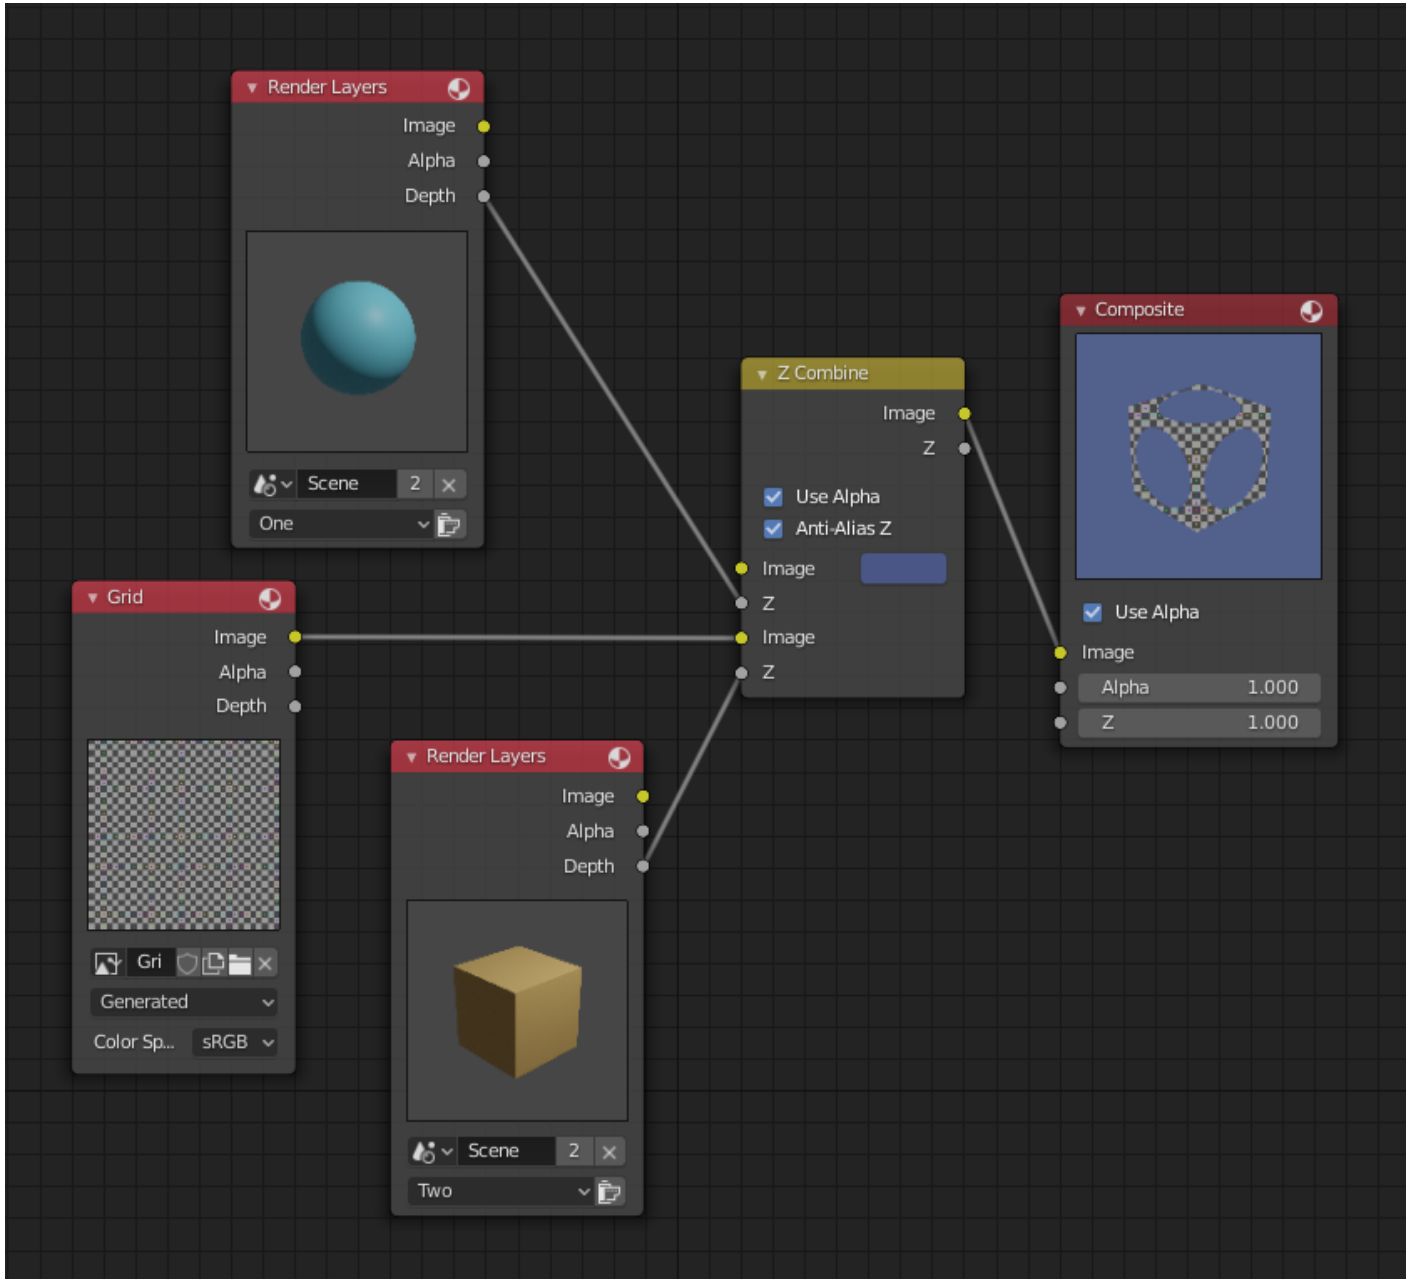 Render Layers
Image
Alpha
Depth
Scene 2
One
Grid
Image
Alpha
Depth
Gri
Generated
Color Sp... sRGB
Render Layers
Image
Alpha
Depth
Scene 2
Two
Z Combine
Image
Z
Use Alpha
Anti-Alias Z
Image
Z
Image
Z
Composite
Use Alpha
Image
Alpha 1.000
Z 1.000